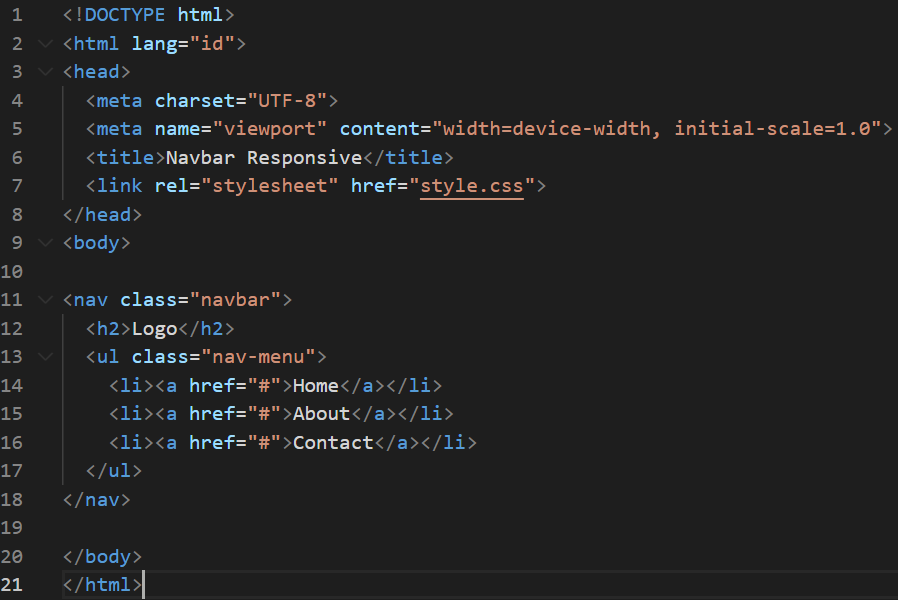 1 <!DOCTYPE html>
2 <html lang="id">
3 <head>
4 <meta charset="UTF-8">
5 <meta name="viewport" content="width=device-width, initial-scale=1.0">
6 <title>Navbar Responsive</title>
7 <link rel="stylesheet" href="style.css">
8 </head>
9 <body>
10
11 <nav class="navbar">
12 <h2>Logo</h2>
13 <ul class="nav-menu">
14 <li><a href="#">Home</a></li>
15 <li><a href="#">About</a></li>
16 <li><a href="#">Contact</a></li>
17 </ul>
18 </nav>
19
20 </body>
21 </html>